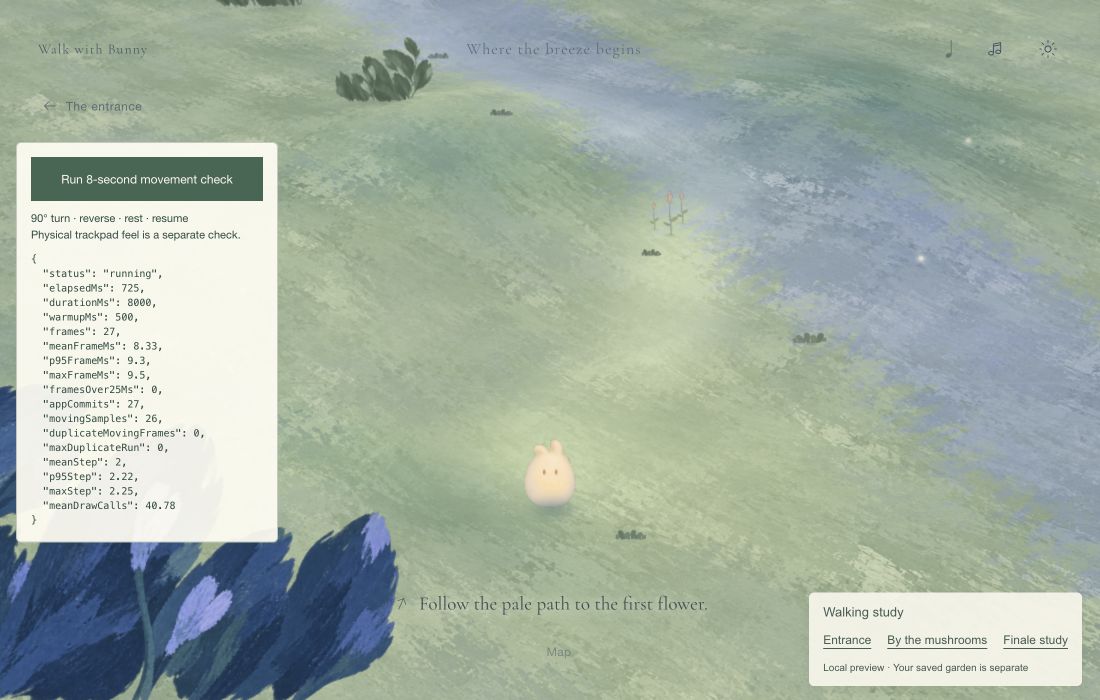 Walk with Bunny
Where the breeze begins
← The entrance
Run 8-second movement check
90° turn · reverse · rest · resume
Physical trackpad feel is a separate check.
{
  "status": "running",
  "elapsedMs": 725,
  "durationMs": 8000,
  "warmupMs": 500,
  "frames": 27,
  "meanFrameMs": 8.33,
  "p95FrameMs": 9.3,
  "maxFrameMs": 9.5,
  "framesOver25Ms": 0,
  "appCommits": 27,
  "movingSamples": 26,
  "duplicateMovingFrames": 0,
  "maxDuplicateRun": 0,
  "meanStep": 2,
  "p95Step": 2.22,
  "maxStep": 2.25,
  "meanDrawCalls": 40.78
}
↗ Follow the pale path to the first flower.
Map
Walking study
Entrance By the mushrooms Finale study
Local preview · Your saved garden is separate